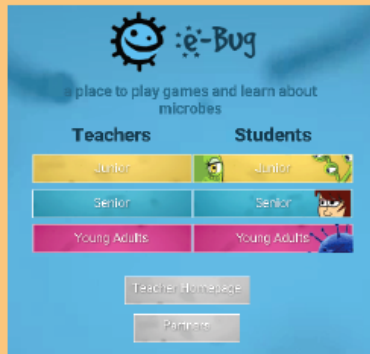 e-Bug
a place to play games and learn about
microbes
Teachers Students
Junior Junior
Senior Senior
Young Adults Young Adults
Teacher Homepage
Partners